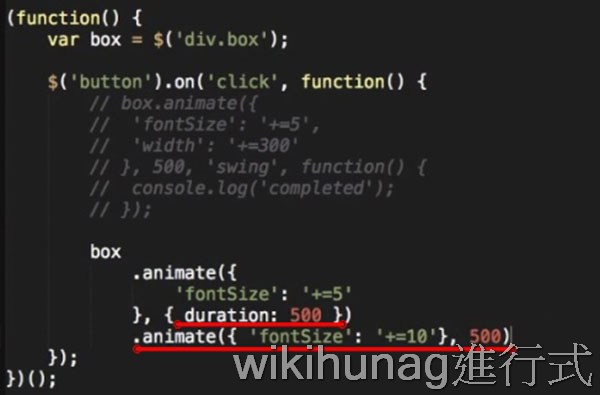 (function() {
    var box = $('div.box');

    $('button').on('click', function() {
        // box.animate({
        //  'fontSize': '+=5',
        //  'width': '+=300'
        // }, 500, 'swing', function() {
        //  console.log('completed');
        // });

        box
            .animate({
                'fontSize': '+=5'
            }, { duration: 500 })
            .animate({ 'fontSize': '+=10'}, 500)
    });
})();
wikihunag進行式